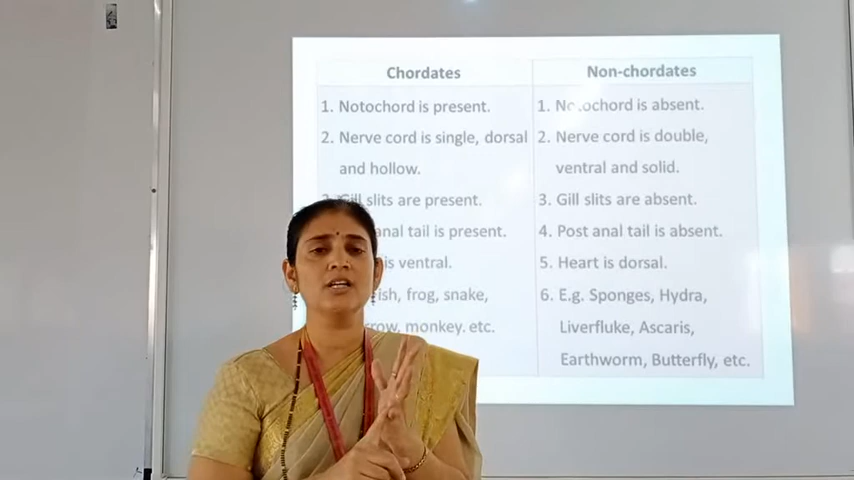 Chordates
1. Notochord is present.
2. Nerve cord is single, dorsal
and hollow.
Gill slits are present.
anal tail is present.
is ventral.
fish, frog, snake,
monkey etc.
Non-chordates
1. Notochord is absent.
2. Nerve cord is double,
ventral and solid.
3. Gill slits are absent.
4. Post anal tail is absent.
5. Heart is dorsal.
6. E.g. Sponges, Hydra,
Liverfluke, Ascaris,
Earthworm, Butterfly, etc.